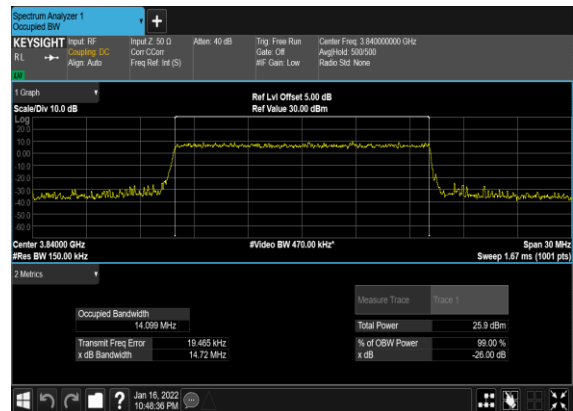 Spectrum Analyzer 1
Occupied BW
KEYSIGHT
RL
LW
Input: RF
Coupling: DC
Align: Auto
Input Z: 50 Ω
Corr CCorr
Freq Ref: Int (S)
Atten: 40 dB
Trig: Free Run
Gate: Off
#IF Gain: Low
Center Freq: 3.840000000 GHz
Avg|Hold: 500/500
Radio Std: None
1 Graph
Scale/Div 10.0 dB
Ref Lvl Offset 5.00 dB
Ref Value 30.00 dBm
Log
20.0
10.0
0.00
-10.0
-20.0
-30.0
-40.0
-50.0
-60.0
Center 3.84000 GHz
#Res BW 150.00 kHz
#Video BW 470.00 kHz*
Span 30 MHz
Sweep 1.67 ms (1001 pts)
2 Metrics
Measure Trace Trace 1
Occupied Bandwidth
14.099 MHz
Total Power 25.9 dBm
Transmit Freq Error 19.465 kHz
% of OBW Power 99.00 %
x dB Bandwidth 14.72 MHz
x dB -26.00 dB
?
Jan 16, 2022
10:48:36 PM